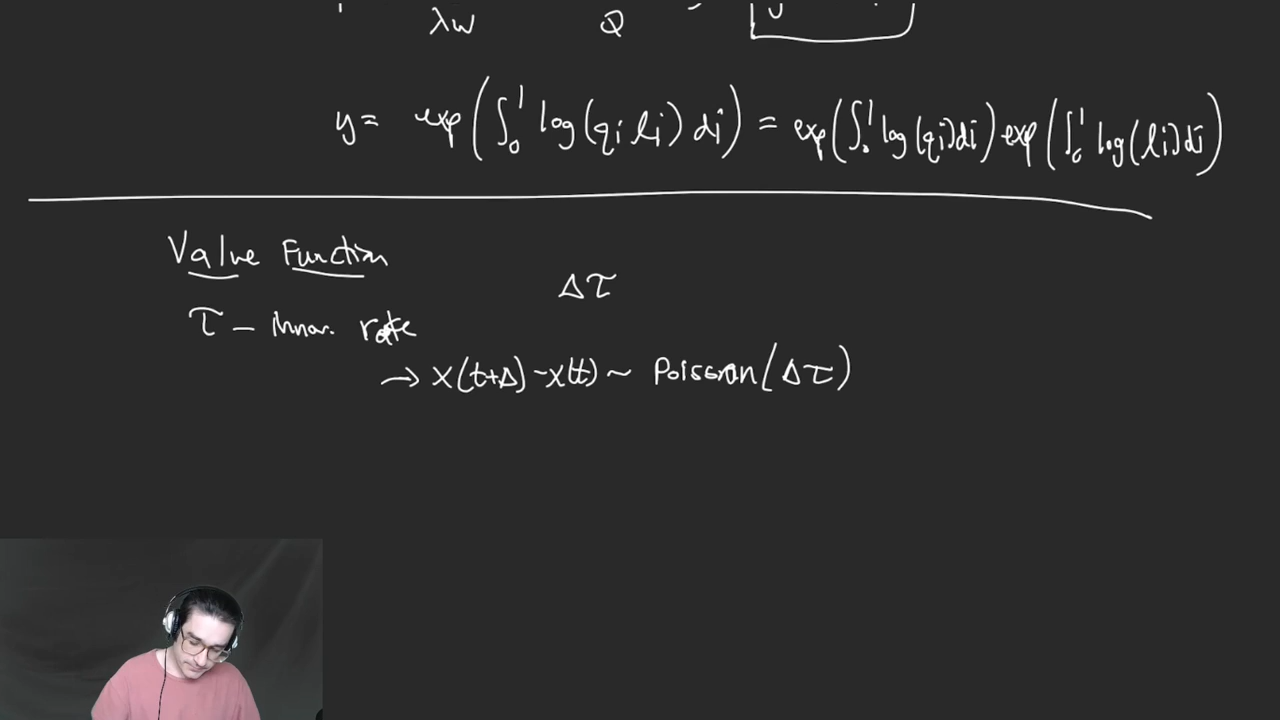 λw Q
y = exp(∫₀¹ log(qi li) di) = exp(∫₀¹ log(qi)di) exp(∫₀¹ log(li)di)
Value Function
Δτ
τ – innov. rate
→ x(t+Δ) - x(t) ~ Poisson(Δτ)